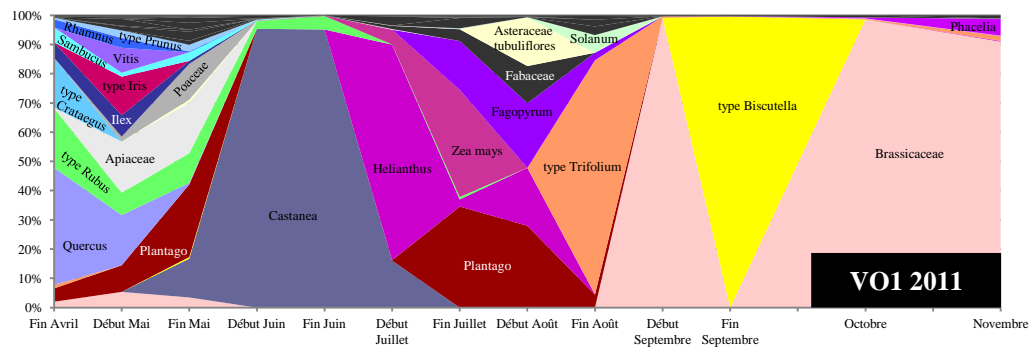 100%
90%
80%
70%
60%
50%
40%
30%
20%
10%
0%
Rhamnus
type Prunus
Sambucus
Vitis
type Iris
Poaceae
type
Crataegus
Ilex
Apiaceae
type Rubus
Quercus
Plantago
Castanea
Helianthus
Zea mays
Plantago
Asteraceae
tubuliflores
Fabaceae
Fagopyrum
Solanum
type Trifolium
type Biscutella
Brassicaceae
Phacelia
VO1 2011
Fin Avril
Début Mai
Fin Mai
Début Juin
Fin Juin
Début
Juillet
Fin Juillet
Début Août
Fin Août
Début
Septembre
Fin
Septembre
Octobre
Novembre